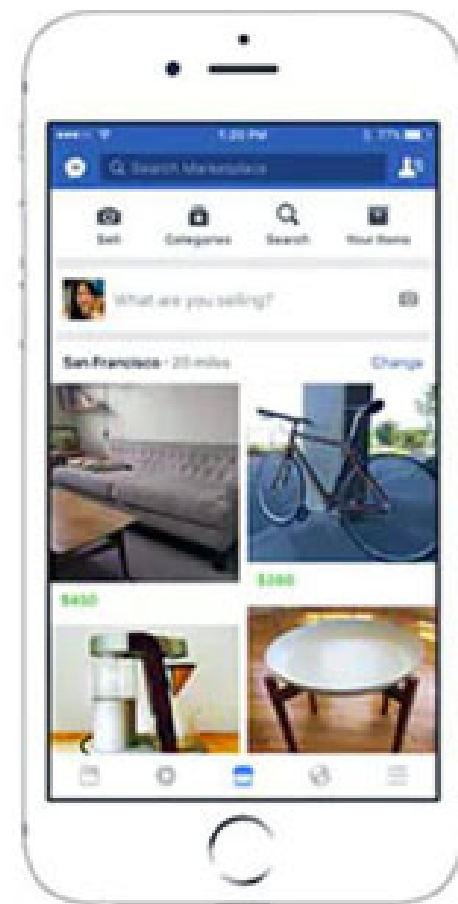 1:20 PM 77%
Search Marketplace
Sell Categories Search Your Items
What are you selling?
San Francisco · 20 miles Change
$450